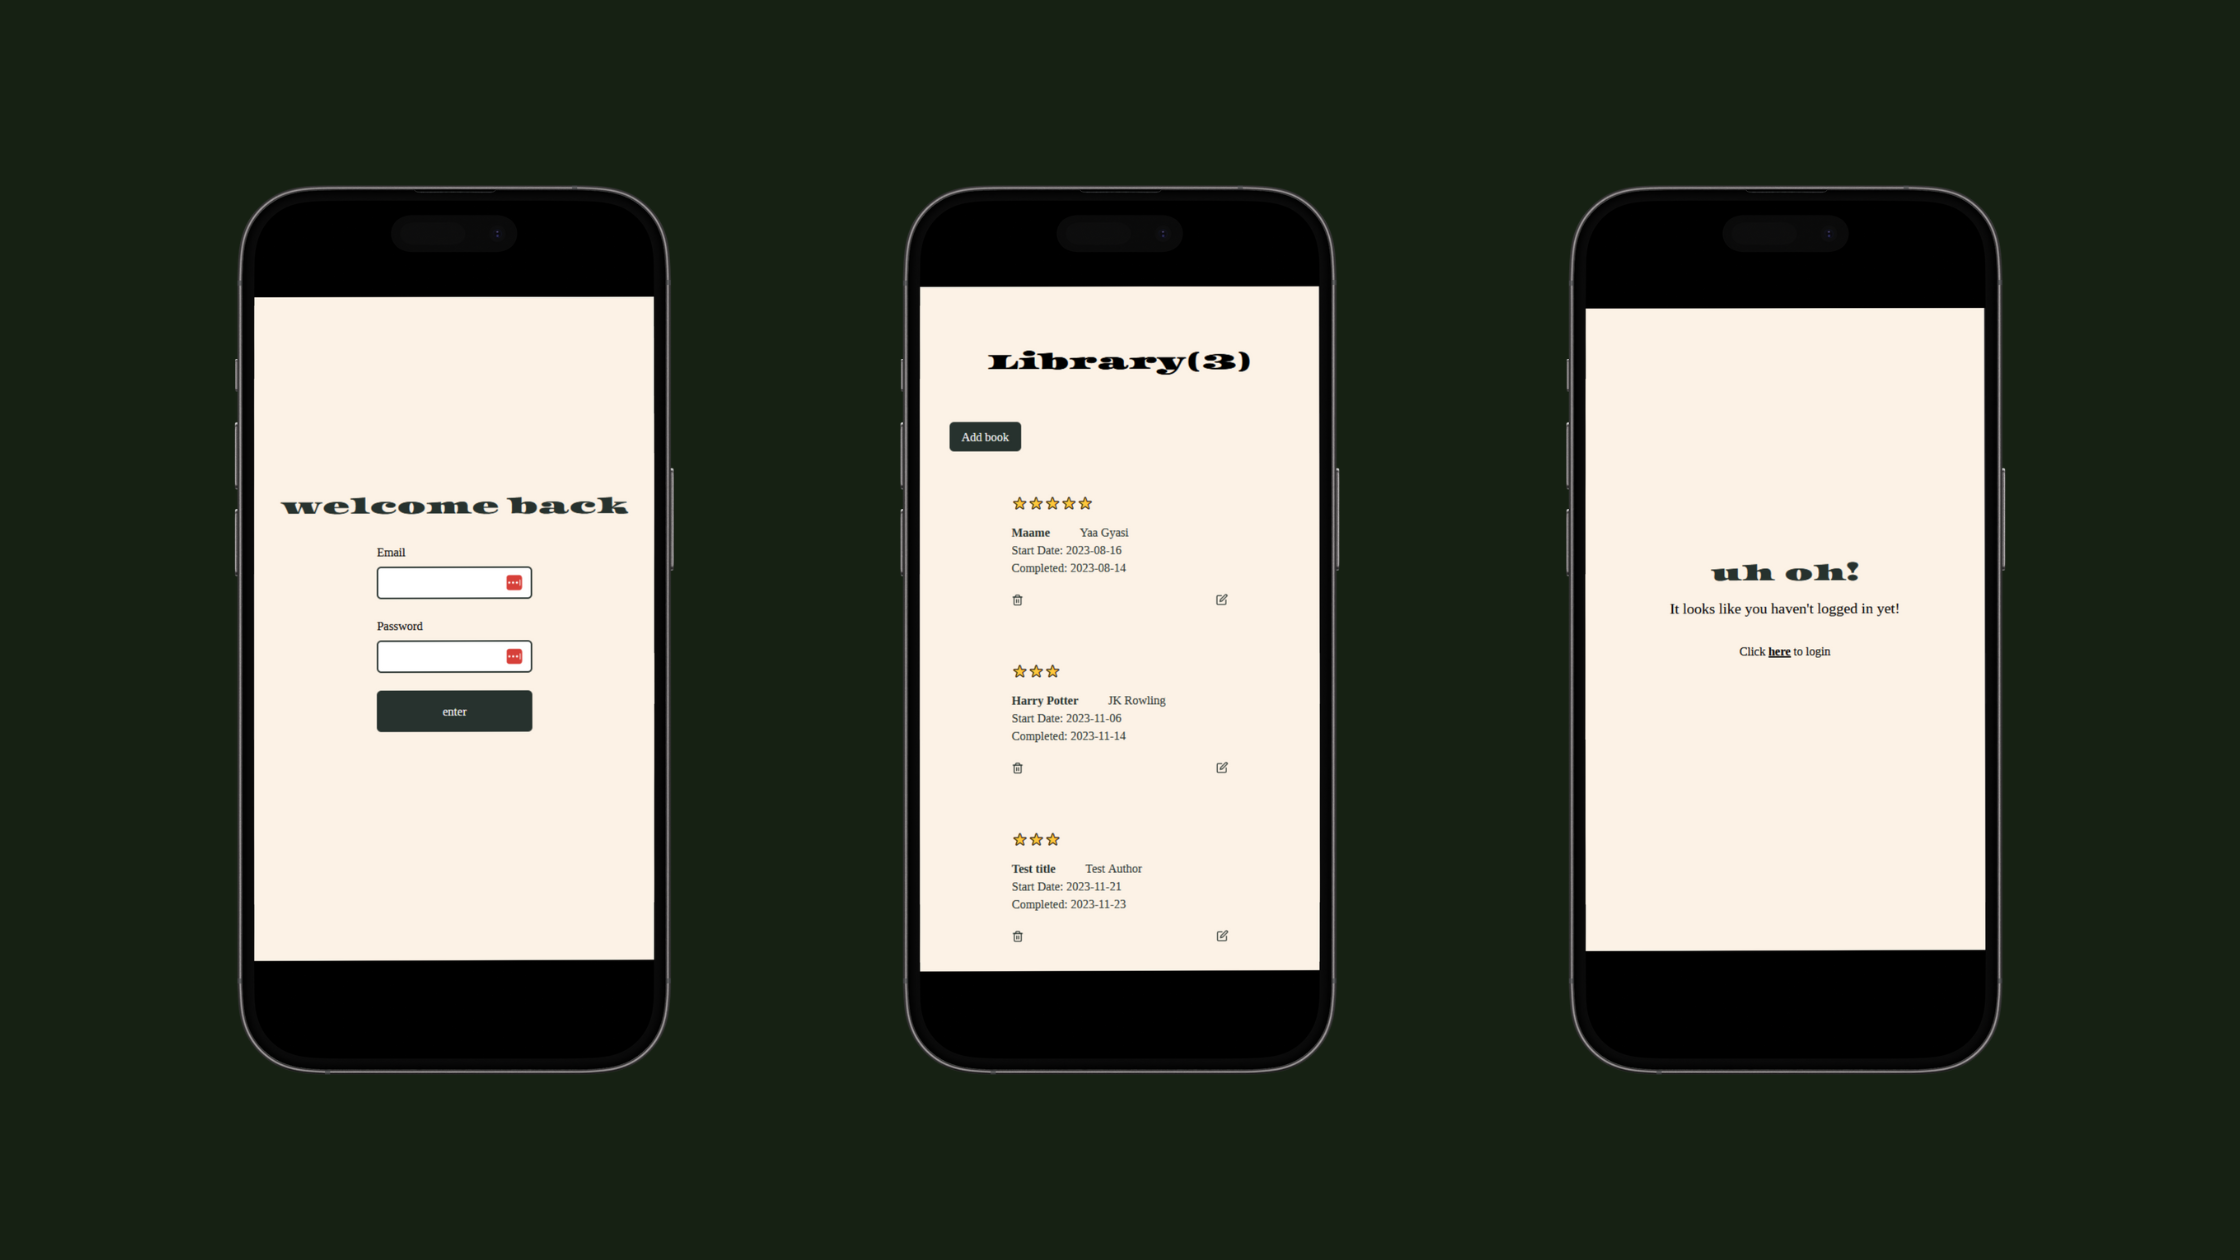 welcome back
Email
Password
enter
Library(3)
Add book
Maame Yaa Gyasi
Start Date: 2023-08-16
Completed: 2023-08-14
Harry Potter JK Rowling
Start Date: 2023-11-06
Completed: 2023-11-14
Test title Test Author
Start Date: 2023-11-21
Completed: 2023-11-23
uh oh!
It looks like you haven't logged in yet!
Click here to login